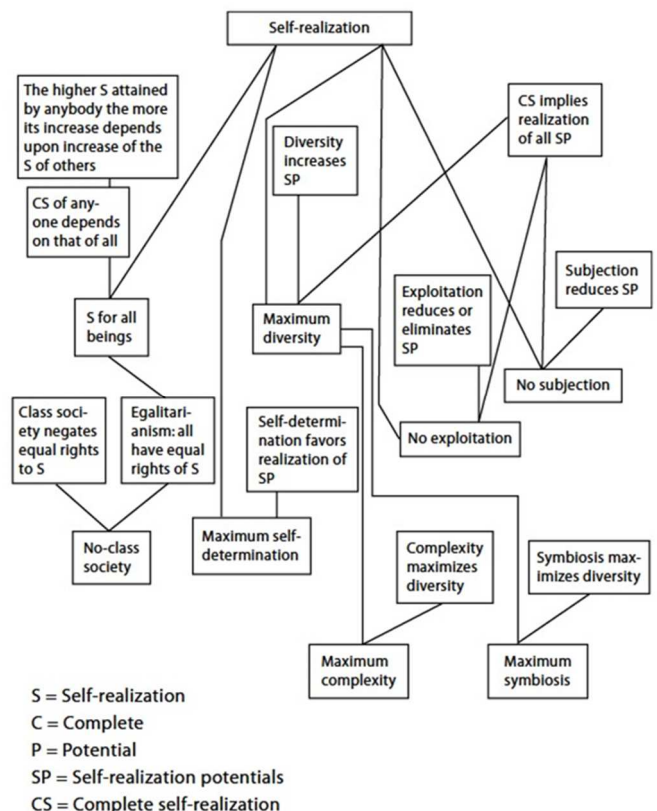 Self-realization
The higher S attained
by anybody the more
its increase depends
upon increase of the
S of others
CS implies
realization
of all SP
Diversity
increases
SP
CS of any-
one depends
on that of all
Subjection
reduces SP
Exploitation
reduces or
eliminates
SP
S for all
beings
Maximum
diversity
No subjection
Class soci-
ety negates
equal rights
to S
Egalitari-
anism: all
have equal
rights of S
Self-determi-
nation favors
realization of
SP
No exploitation
No-class
society
Maximum self-
determination
Complexity
maximizes
diversity
Symbiosis max-
imizes diversity
Maximum
complexity
Maximum
symbiosis
S = Self-realization
C = Complete
P = Potential
SP = Self-realization potentials
CS = Complete self-realization